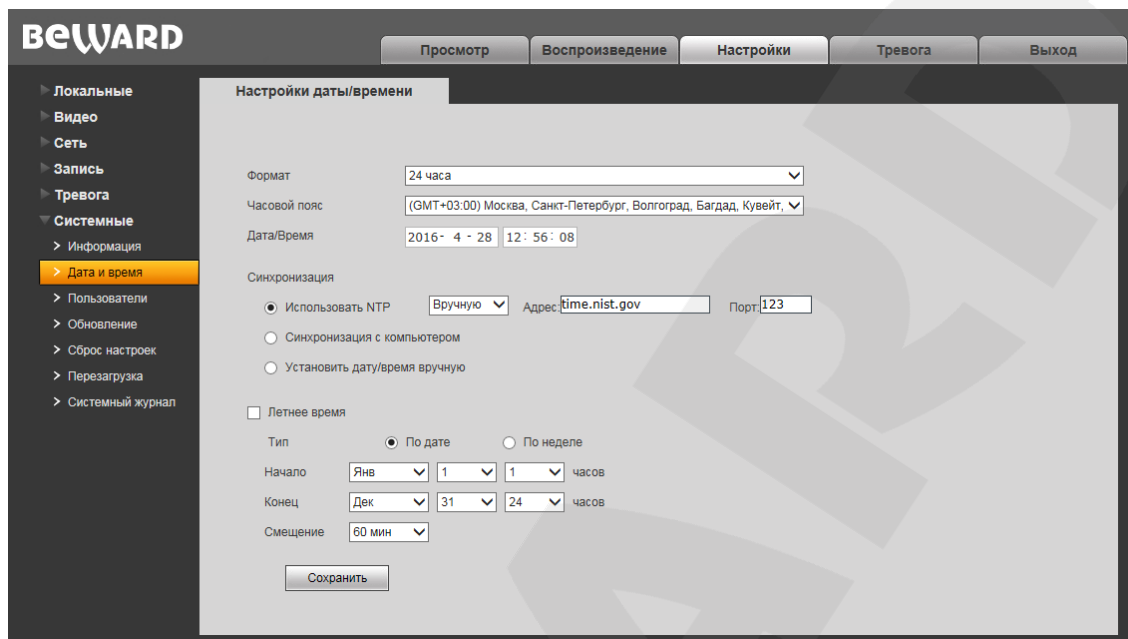 BEWARD
Просмотр Воспроизведение Настройки Тревога Выход
Локальные
Видео
Сеть
Запись
Тревога
Системные
> Информация
> Дата и время
> Пользователи
> Обновление
> Сброс настроек
> Перезагрузка
> Системный журнал
Настройки даты/времени
Формат 24 часа
Часовой пояс (GMT+03:00) Москва, Санкт-Петербург, Волгоград, Багдад, Кувейт,
Дата/Время 2016- 4 - 28 12: 56: 08
Синхронизация
Использовать NTP Вручную Адрес: time.nist.gov Порт: 123
Синхронизация с компьютером
Установить дату/время вручную
Летнее время
Тип По дате По неделе
Начало Янв 1 1 часов
Конец Дек 31 24 часов
Смещение 60 мин
Сохранить